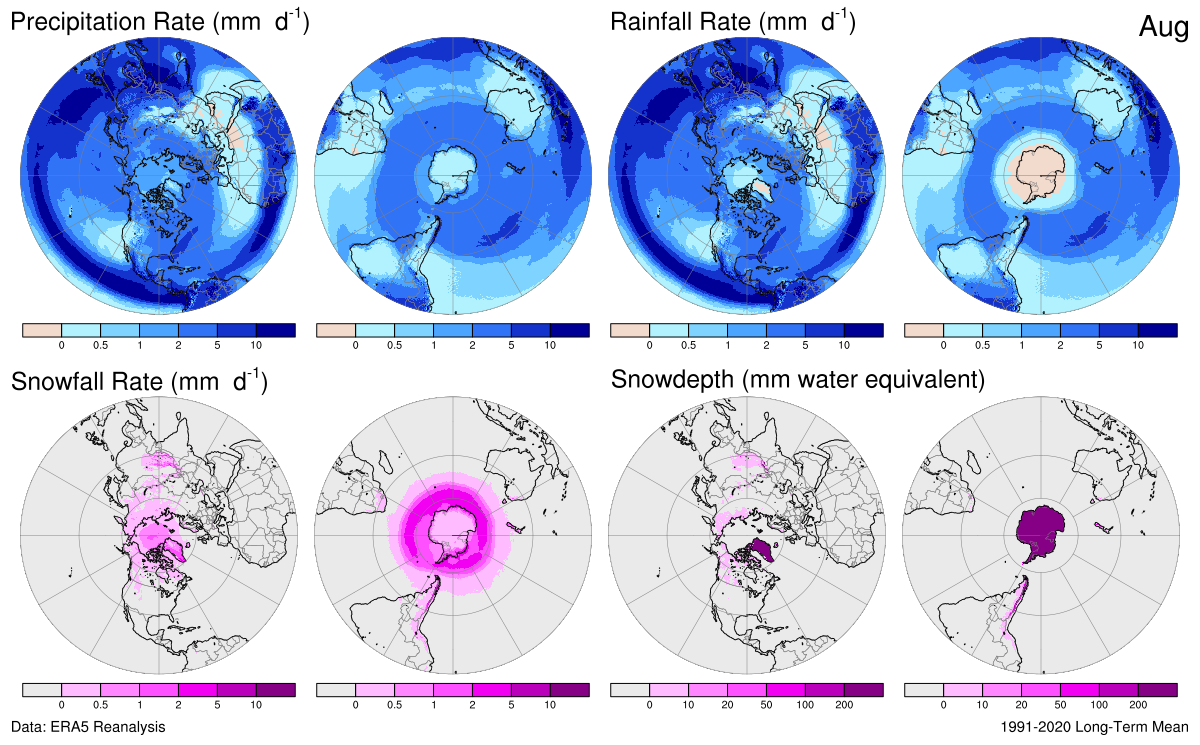 Precipitation Rate (mm d⁻¹)
Rainfall Rate (mm d⁻¹)
Aug
0 0.5 1 2 5 10
0 0.5 1 2 5 10
0 0.5 1 2 5 10
0 0.5 1 2 5 10
Snowfall Rate (mm d⁻¹)
Snowdepth (mm water equivalent)
0 0.5 1 2 5 10
0 0.5 1 2 5 10
0 10 20 50 100 200
0 10 20 50 100 200
Data: ERA5 Reanalysis
1991-2020 Long-Term Mean